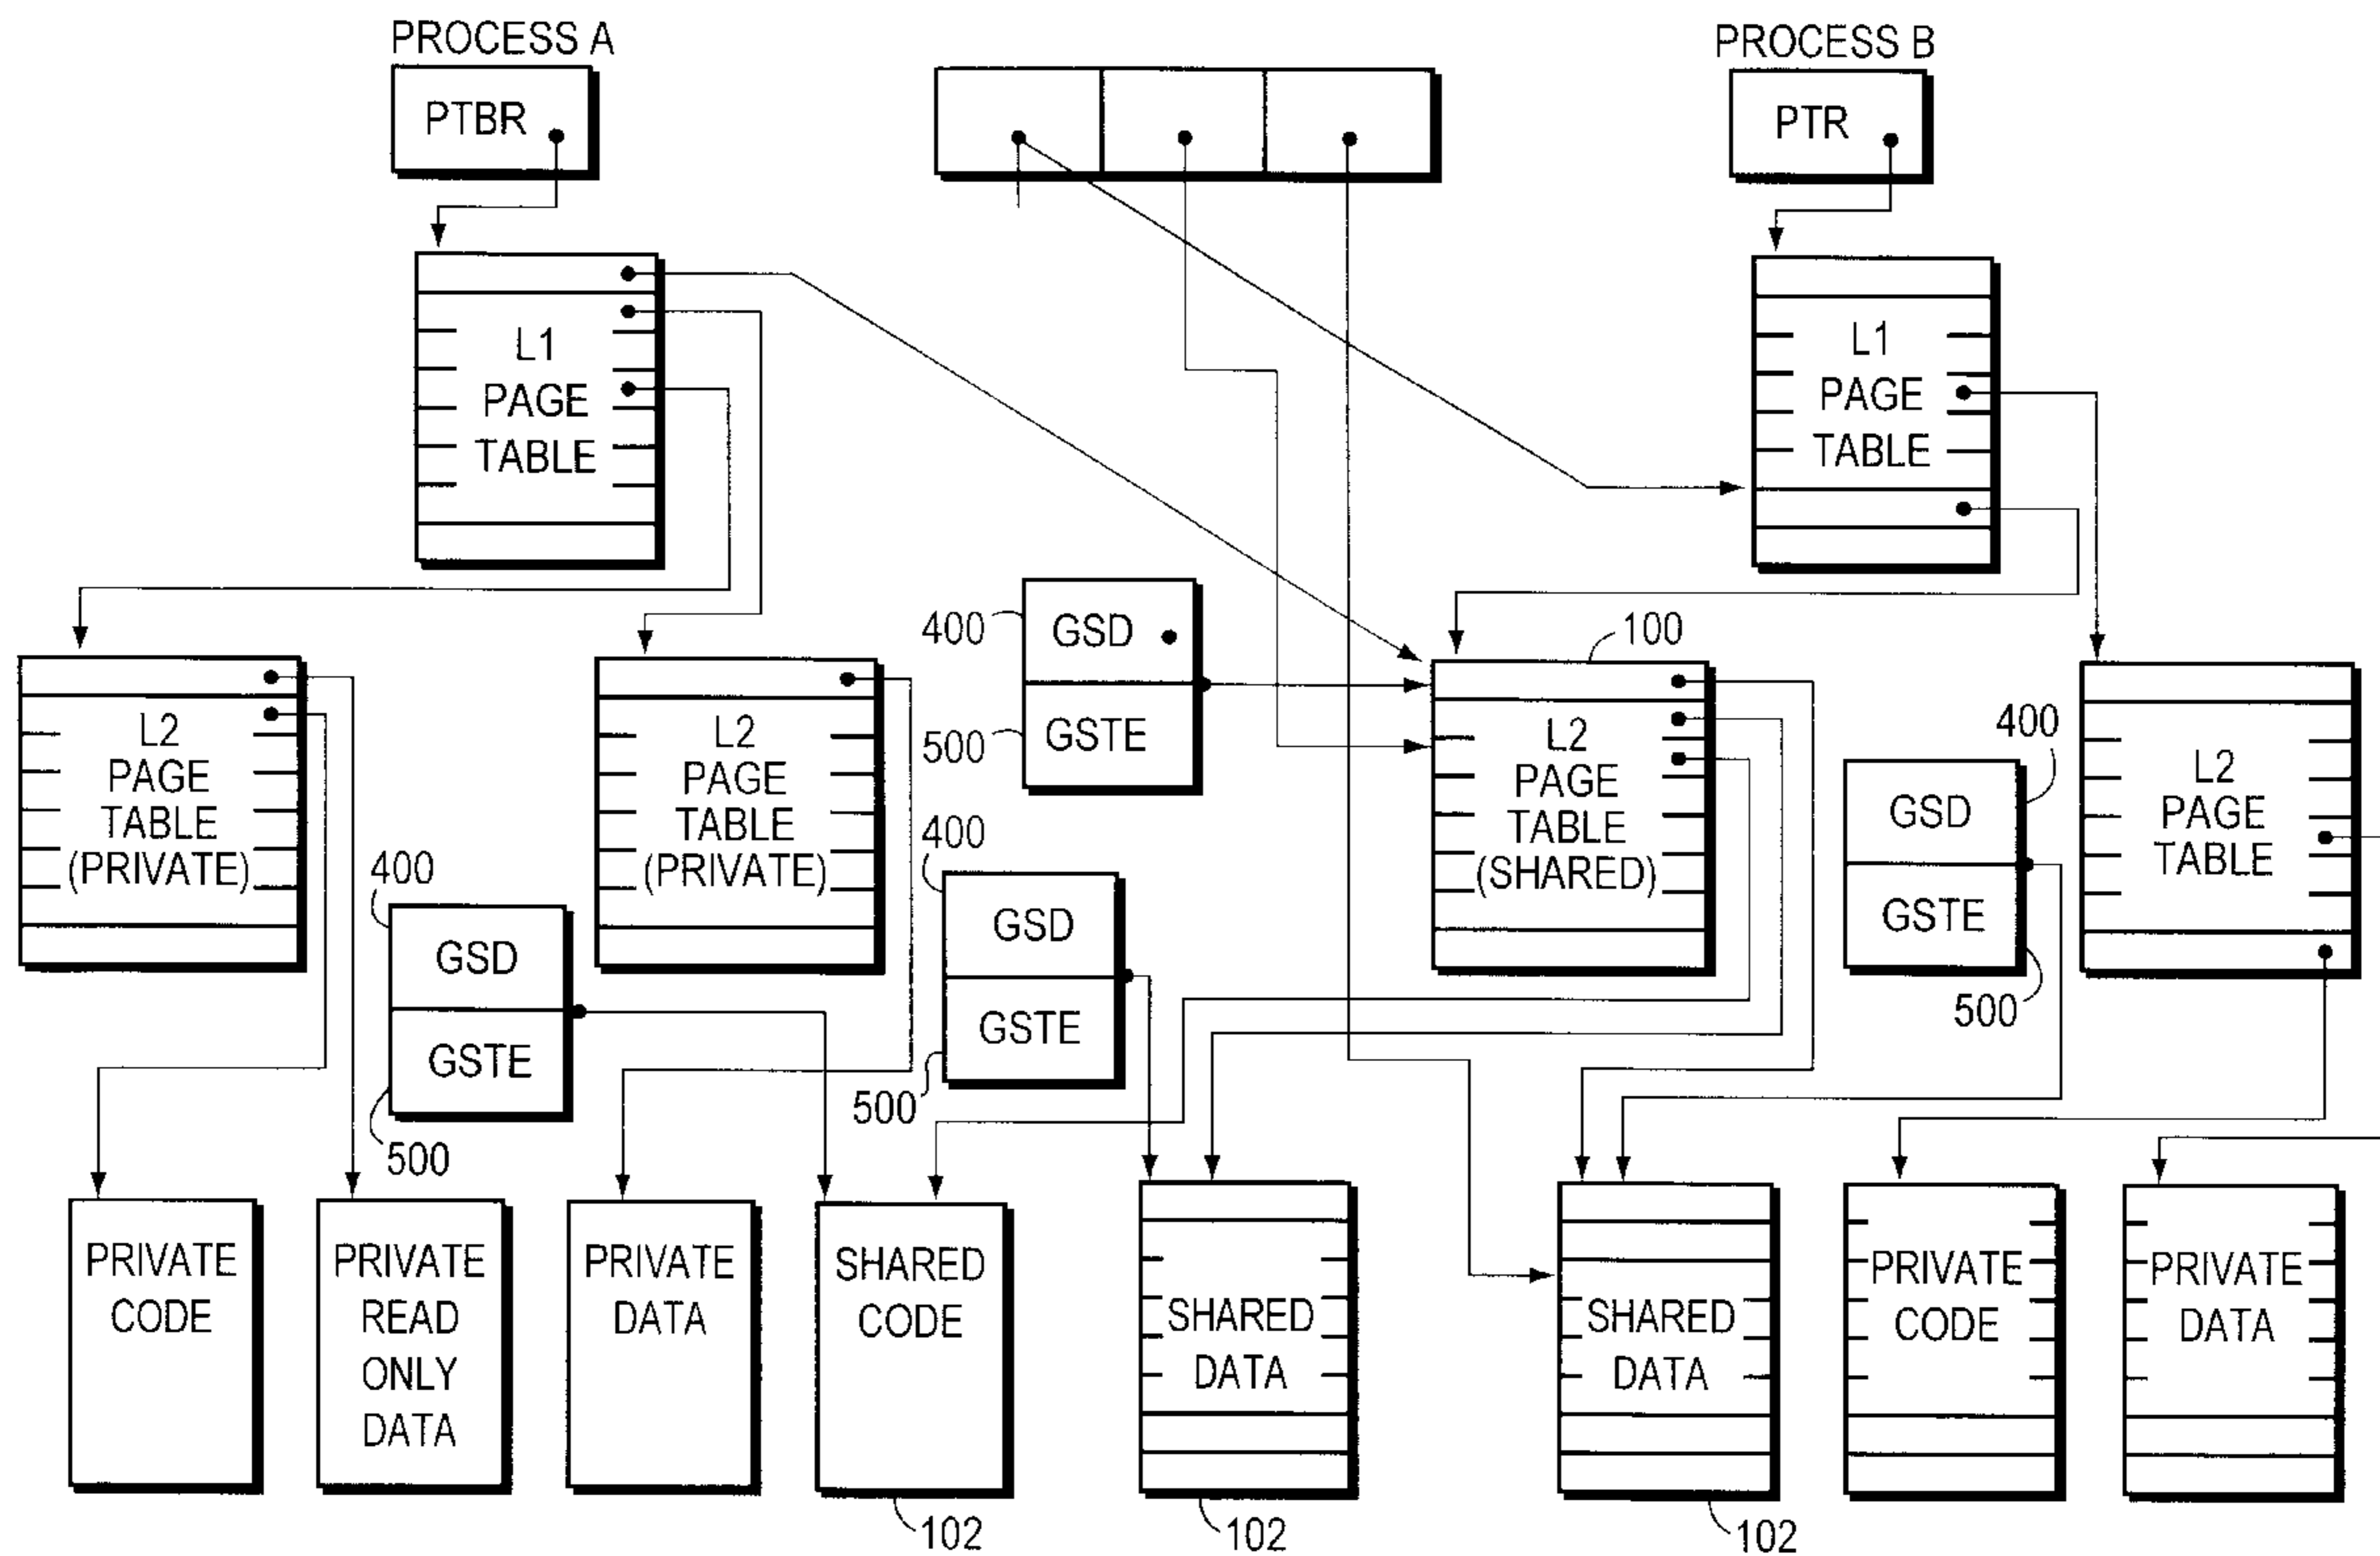 PROCESS A
PTBR
PROCESS B
PTR
L1
PAGE
TABLE
L1
PAGE
TABLE
400
GSD
500
GSTE
100
L2
PAGE
TABLE
(PRIVATE)
L2
PAGE
TABLE
(PRIVATE)
L2
PAGE
TABLE
(SHARED)
400
GSD
GSTE
500
L2
PAGE
TABLE
400
GSD
GSTE
500
400
GSD
GSTE
500
PRIVATE
CODE
PRIVATE
READ
ONLY
DATA
PRIVATE
DATA
SHARED
CODE
102
SHARED
DATA
102
SHARED
DATA
102
PRIVATE
CODE
PRIVATE
DATA